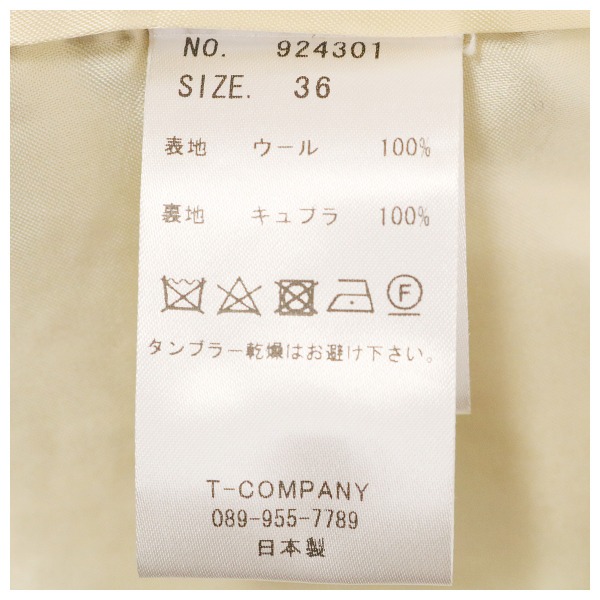 NO. 924301
SIZE. 36
表地 ウール 100%
裏地 キュプラ 100%
F
タンブラー乾燥はお避け下さい。
T-COMPANY
089-955-7789
日本製